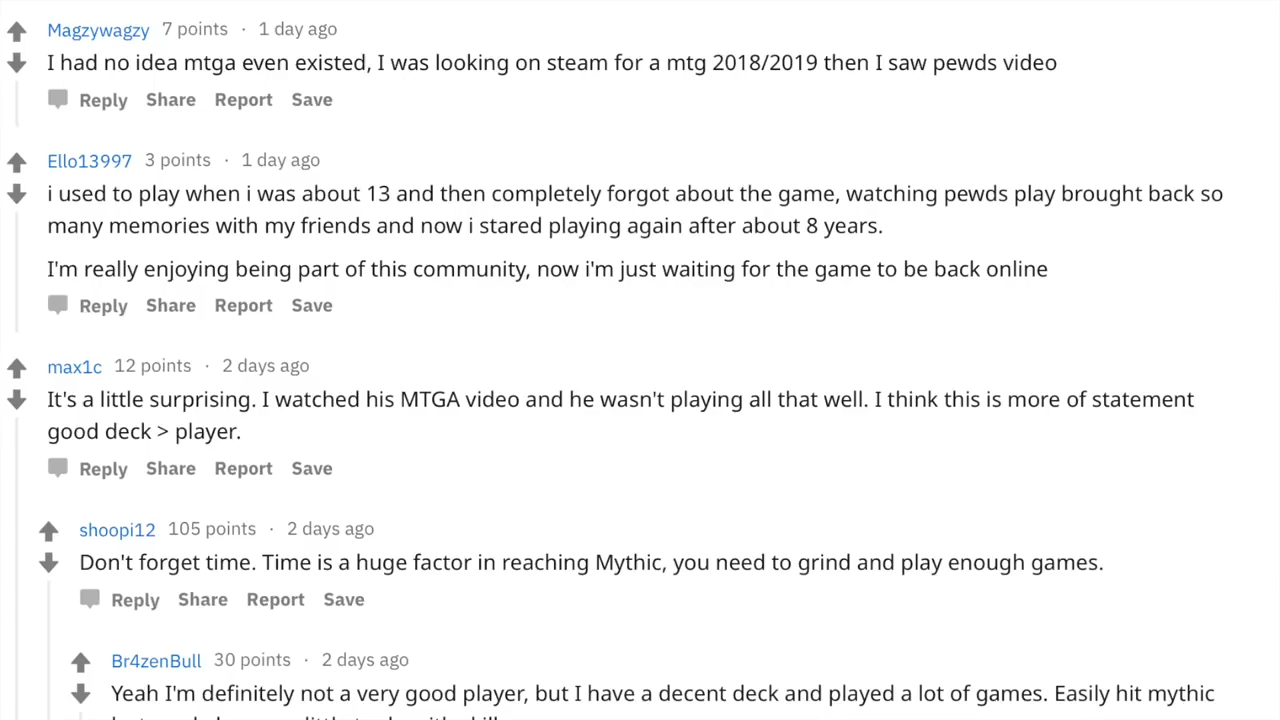 Magzywagzy 7 points · 1 day ago
I had no idea mtga even existed, I was looking on steam for a mtg 2018/2019 then I saw pewds video
Reply Share Report Save
Ello13997 3 points · 1 day ago
i used to play when i was about 13 and then completely forgot about the game, watching pewds play brought back so
many memories with my friends and now i stared playing again after about 8 years.
I'm really enjoying being part of this community, now i'm just waiting for the game to be back online
Reply Share Report Save
max1c 12 points · 2 days ago
It's a little surprising. I watched his MTGA video and he wasn't playing all that well. I think this is more of statement
good deck > player.
Reply Share Report Save
shoopi12 105 points · 2 days ago
Don't forget time. Time is a huge factor in reaching Mythic, you need to grind and play enough games.
Reply Share Report Save
Br4zenBull 30 points · 2 days ago
Yeah I'm definitely not a very good player, but I have a decent deck and played a lot of games. Easily hit mythic